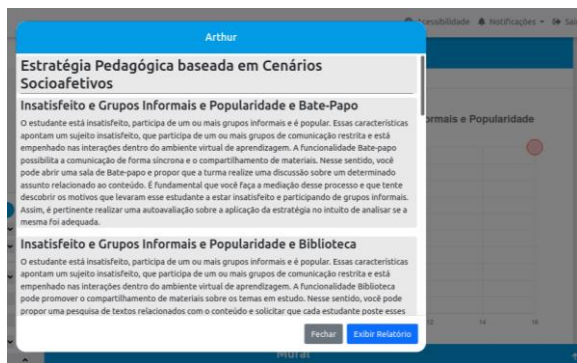 Acessibilidade Notificações Sair
Arthur
Estratégia Pedagógica baseada em Cenários
Socioafetivos
Insatisfeito e Grupos Informais e Popularidade e Bate-Papo
O estudante está insatisfeito, participa de um ou mais grupos informais e é popular. Essas características
apontam um sujeito insatisfeito, que participa de um ou mais grupos de comunicação restrita e está
empenhado nas interações dentro do ambiente virtual de aprendizagem. A funcionalidade Bate-papo
possibilita a comunicação de forma síncrona e o compartilhamento de materiais. Nesse sentido, você
pode abrir uma sala de Bate-papo e propor que a turma realize uma discussão sobre um determinado
assunto relacionado ao conteúdo. É fundamental que você faça a mediação desse processo e que tente
descobrir os motivos que levaram esse estudante a estar insatisfeito e participando de grupos informais.
Assim, é pertinente realizar uma autoavaliação sobre a aplicação da estratégia no intuito de analisar se a
mesma foi adequada.
ormais e Popularidade
Insatisfeito e Grupos Informais e Popularidade e Biblioteca
O estudante está insatisfeito, participa de um ou mais grupos informais e é popular. Essas características
apontam um sujeito insatisfeito, que participa de um ou mais grupos de comunicação restrita e está
empenhado nas interações dentro do ambiente virtual de aprendizagem. A funcionalidade Biblioteca
pode promover o compartilhamento de materiais sobre os temas em estudo. Nesse sentido, você pode
propor uma pesquisa de textos relacionados com o conteúdo e solicitar que cada estudante poste esses
12 14 16
Fechar Exibir Relatório
Mural